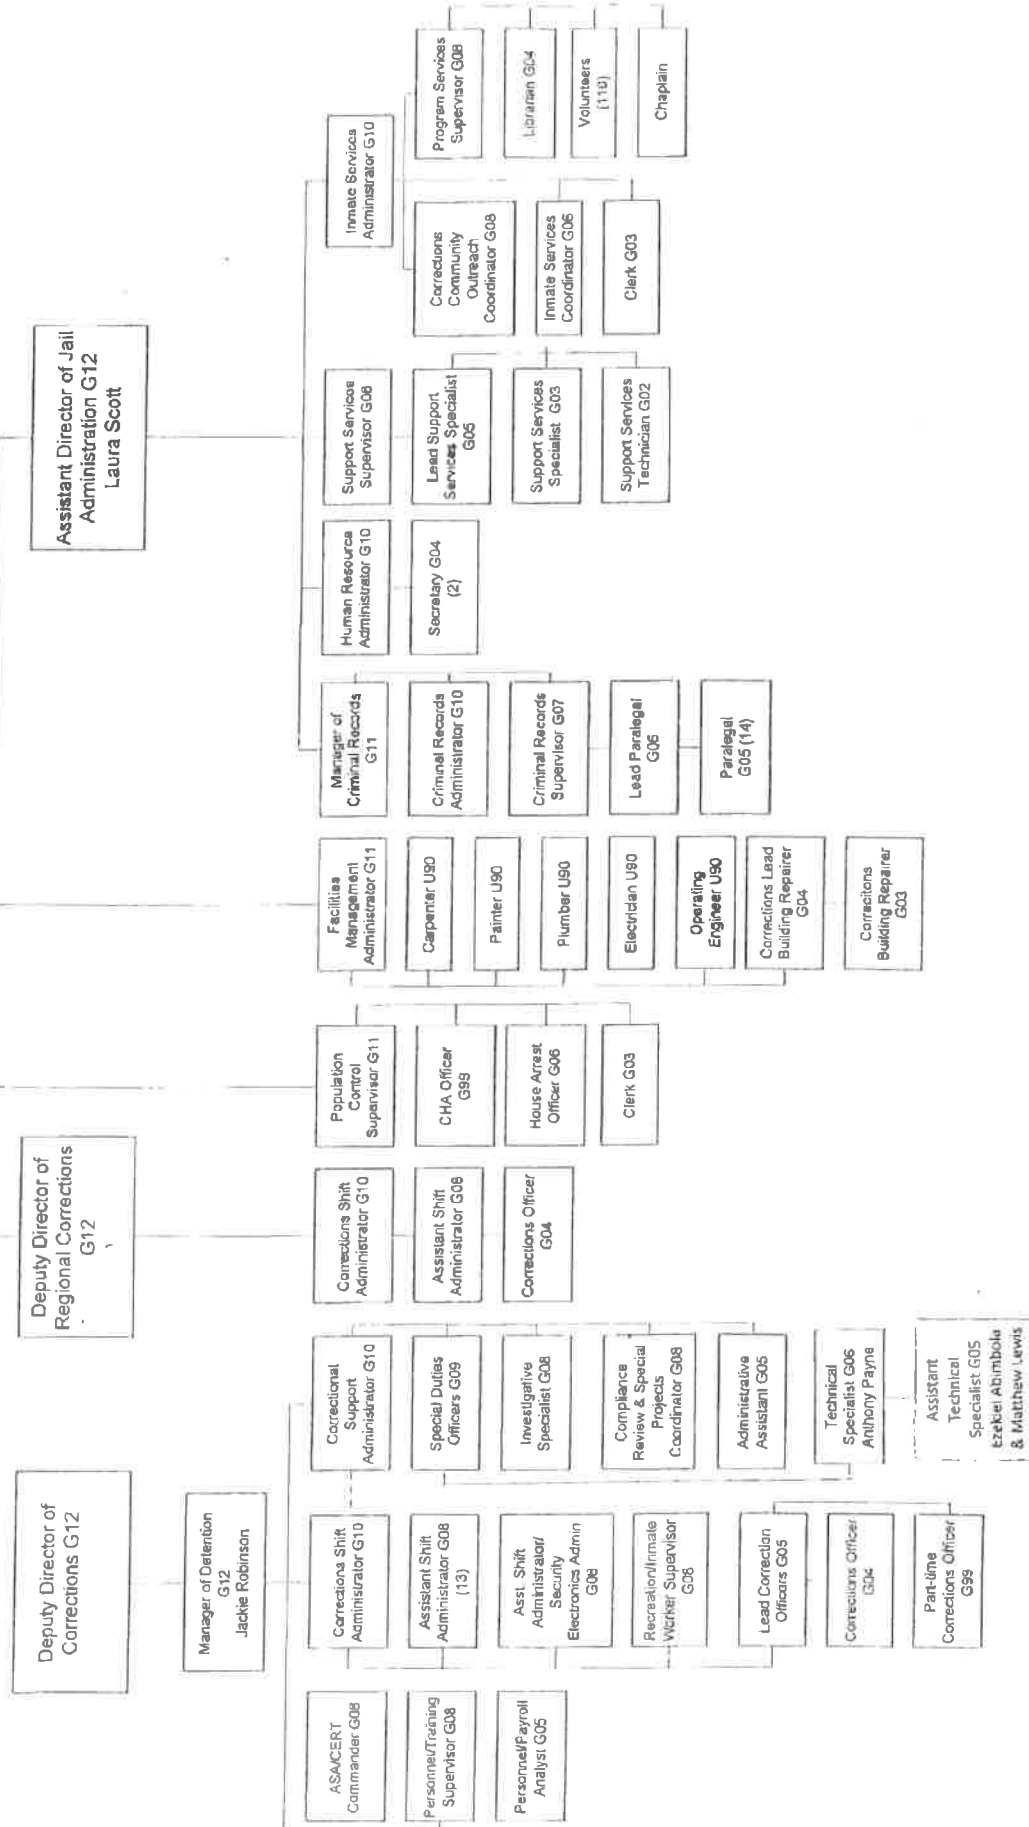 Deputy Director of
Corrections G12
Deputy Director of
Regional Corrections
G12
Assistant Director of Jail
Administration G12
Laura Scott
Manager of Detention
G12
Jackie Robinson
ASA/CERT
Commander G08
Personnel/Training
Supervisor G08
Personnel/Payroll
Analyst G05
Corrections Shift
Administrator G10
Assistant Shift
Administrator G08
(13)
Asst. Shift
Administrator/
Security
Electronics Admin
G08
Recreation/Inmate
Worker Supervisor
G06
Lead Correction
Officers G05
Corrections Officer
G04
Part-time
Corrections Officer
G99
Correctional
Support
Administrator G10
Special Duties
Officers G09
Investigative
Specialist G08
Compliance
Review & Special
Projects
Coordinator G08
Administrative
Assistant G05
Technical
Specialist G06
Anthony Payne
Assistant
Technical
Specialist G05
Ezekiel Abimbola
& Matthew Lewis
Corrections Shift
Administrator G10
Assistant Shift
Administrator G08
Corrections Officer
G04
Population
Control
Supervisor G11
CHA Officer
G99
House Arrest
Officer G06
Clerk G03
Facilities
Management
Administrator G11
Carpenter U90
Painter U90
Plumber U90
Electrician U90
Operating
Engineer U90
Corrections Lead
Building Repairer
G04
Correcitons
Building Repairer
G03
Manager of
Criminal Records
G11
Criminal Records
Administrator G10
Criminal Records
Supervisor G07
Lead Paralegal
G06
Paralegal
G05 (14)
Human Resource
Administrator G10
Secretary G04
(2)
Support Services
Supervisor G08
Lead Support
Services Specialist
G05
Support Services
Specialist G03
Support Services
Technician G02
Inmate Services
Administrator G10
Corrections
Community
Outreach
Coordinator G08
Inmate Services
Coordinator G06
Clerk G03
Program Services
Supervisor G08
Librarian G04
Volunteers
(110)
Chaplain